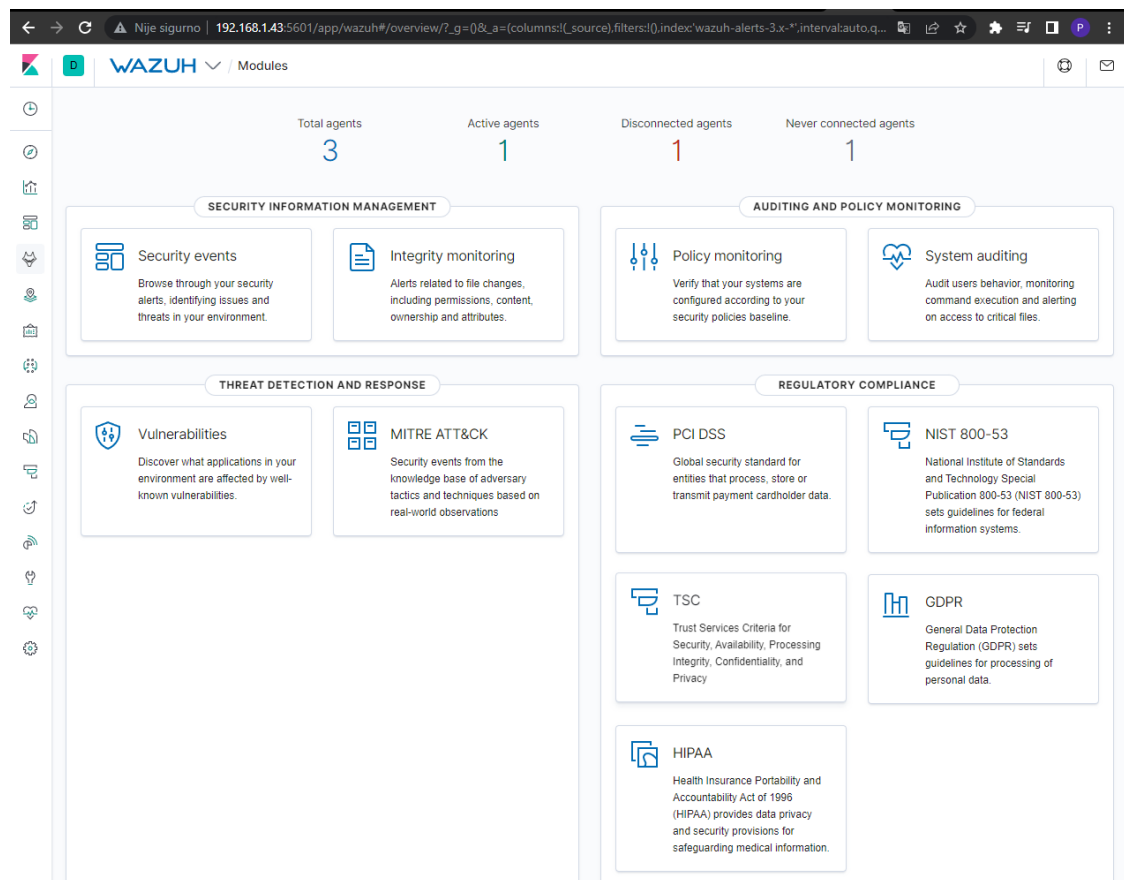 Nije sigurno | 192.168.1.43:5601/app/wazuh#/overview/?_g=()&_a=(columns:!(_source),filters:!(),index:'wazuh-alerts-3.x-*',interval:auto,q...
P
D WAZUH / Modules
Total agents Active agents Disconnected agents Never connected agents
3 1 1 1
SECURITY INFORMATION MANAGEMENT
Security events
Browse through your security
alerts, identifying issues and
threats in your environment.
Integrity monitoring
Alerts related to file changes,
including permissions, content,
ownership and attributes.
AUDITING AND POLICY MONITORING
Policy monitoring
Verify that your systems are
configured according to your
security policies baseline.
System auditing
Audit users behavior, monitoring
command execution and alerting
on access to critical files.
THREAT DETECTION AND RESPONSE
Vulnerabilities
Discover what applications in your
environment are affected by well-
known vulnerabilities.
MITRE ATT&CK
Security events from the
knowledge base of adversary
tactics and techniques based on
real-world observations
REGULATORY COMPLIANCE
PCI DSS
Global security standard for
entities that process, store or
transmit payment cardholder data.
NIST 800-53
National Institute of Standards
and Technology Special
Publication 800-53 (NIST 800-53)
sets guidelines for federal
information systems.
TSC
Trust Services Criteria for
Security, Availability, Processing
Integrity, Confidentiality, and
Privacy
GDPR
General Data Protection
Regulation (GDPR) sets
guidelines for processing of
personal data.
HIPAA
Health Insurance Portability and
Accountability Act of 1996
(HIPAA) provides data privacy
and security provisions for
safeguarding medical information.